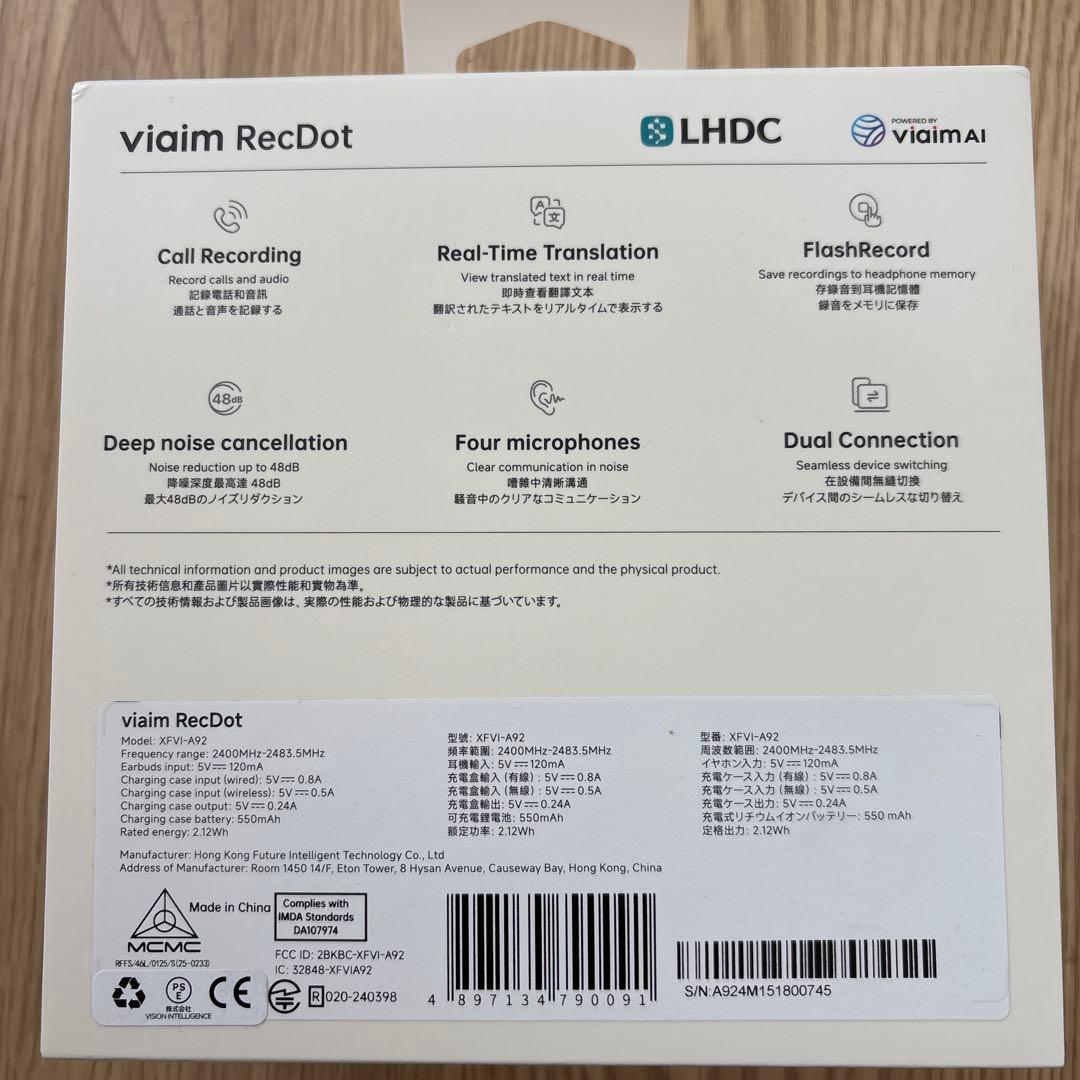 viaim RecDot
LHDC
POWERED BY
viaim AI
Call Recording
Record calls and audio
記錄電話和音訊
通話と音声を記録する
A 文
Real-Time Translation
View translated text in real time
即時查看翻譯文本
翻訳されたテキストをリアルタイムで表示する
FlashRecord
Save recordings to headphone memory
存錄音到耳機記憶體
録音をメモリに保存
48dB
Deep noise cancellation
Noise reduction up to 48dB
降噪深度最高達 48dB
最大48dBのノイズリダクション
Four microphones
Clear communication in noise
嘈雜中清晰溝通
騒音中のクリアなコミュニケーション
Dual Connection
Seamless device switching
在設備間無縫切換
デバイス間のシームレスな切り替え
*All technical information and product images are subject to actual performance and the physical product.
*所有技術信息和產品圖片以實際性能和實物為準。
*すべての技術情報および製品画像は、実際の性能および物理的な製品に基づいています。
viaim RecDot
Model: XFVI-A92
Frequency range: 2400MHz-2483.5MHz
Earbuds input: 5V⎓120mA
Charging case input (wired): 5V⎓0.8A
Charging case input (wireless): 5V⎓0.5A
Charging case output: 5V⎓0.24A
Charging case battery: 550mAh
Rated energy: 2.12Wh
型號: XFVI-A92
頻率範圍: 2400MHz-2483.5MHz
耳機輸入: 5V⎓120mA
充電盒輸入 (有線) : 5V⎓0.8A
充電盒輸入 (無線) : 5V⎓0.5A
充電盒輸出: 5V⎓0.24A
可充電鋰電池: 550mAh
額定功率: 2.12Wh
型番: XFVI-A92
周波数範囲: 2400MHz-2483.5MHz
イヤホン入力: 5V⎓120mA
充電ケース入力 (有線) : 5V⎓0.8A
充電ケース入力 (無線) : 5V⎓0.5A
充電ケース出力: 5V⎓0.24A
充電式リチウムイオンバッテリー: 550 mAh
定格出力: 2.12Wh
Manufacturer: Hong Kong Future Intelligent Technology Co., Ltd
Address of Manufacturer: Room 1450 14/F, Eton Tower, 8 Hysan Avenue, Causeway Bay, Hong Kong, China
MCMC
RFFS/46L/0125/S(25-0233)
Made in China
Complies with
IMDA Standards
DA107974
FCC ID: 2BKBC-XFVI-A92
IC: 32848-XFVIA92
PS
E
株式会社
VISION INTELLIGENCE
CE
R 020-240398
4 897134 790091
S/N:A924M151800745